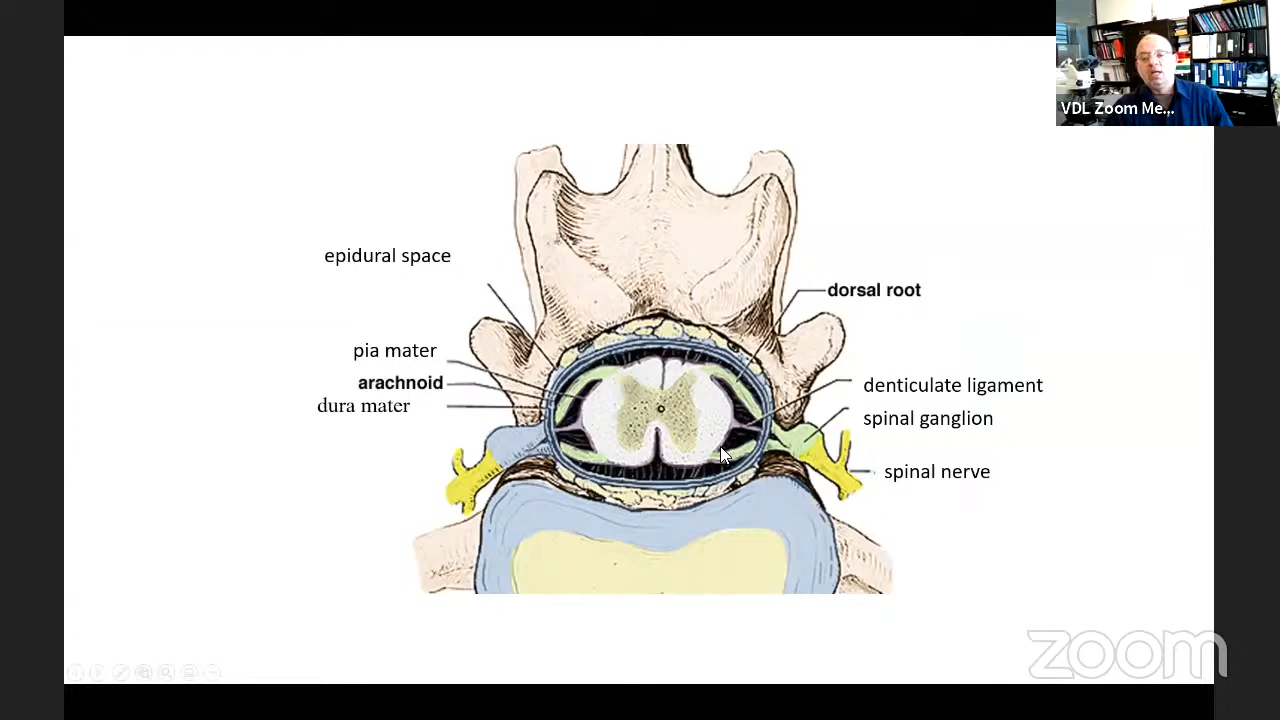 VDL Zoom Me...
epidural space
dorsal root
pia mater
arachnoid
dura mater
denticulate ligament
spinal ganglion
spinal nerve
zoom